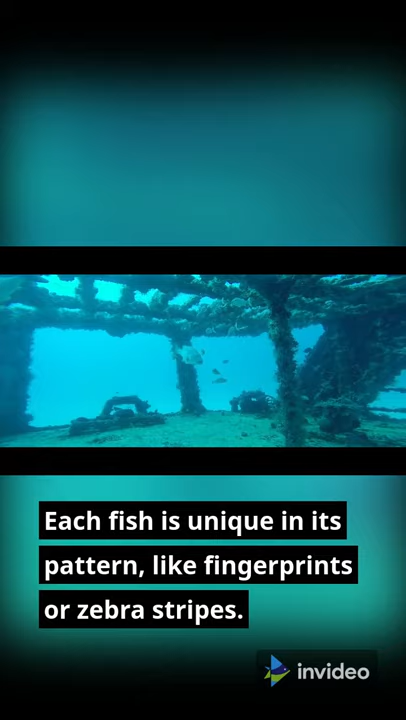 Each fish is unique in its
pattern, like fingerprints
or zebra stripes.
invideo